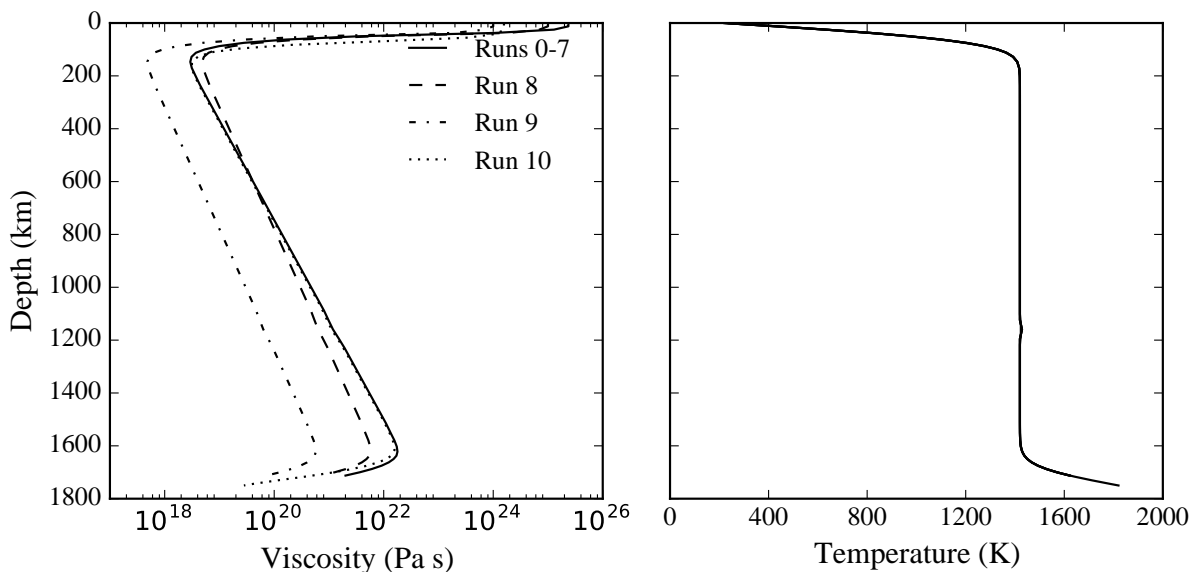 0
200
400
600
800
1000
1200
1400
1600
1800
Depth (km)
Runs 0-7
Run 8
Run 9
Run 10
10^18 10^20 10^22 10^24 10^26
Viscosity (Pa s)
0 400 800 1200 1600 2000
Temperature (K)